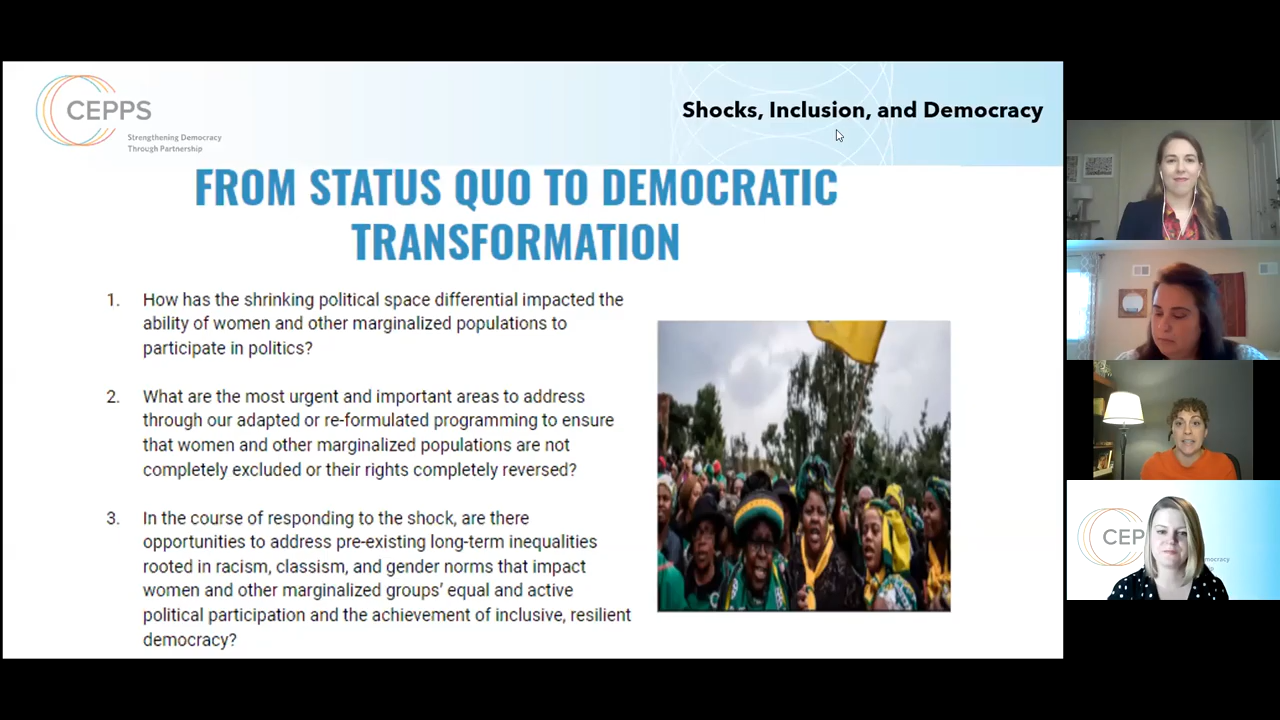 CEPPS
Strengthening Democracy
Through Partnership
Shocks, Inclusion, and Democracy
FROM STATUS QUO TO DEMOCRATIC
TRANSFORMATION
1. How has the shrinking political space differential impacted the
ability of women and other marginalized populations to
participate in politics?
2. What are the most urgent and important areas to address
through our adapted or re-formulated programming to ensure
that women and other marginalized populations are not
completely excluded or their rights completely reversed?
3. In the course of responding to the shock, are there
opportunities to address pre-existing long-term inequalities
rooted in racism, classism, and gender norms that impact
women and other marginalized groups' equal and active
political participation and the achievement of inclusive, resilient
democracy?
CEP
mocracy